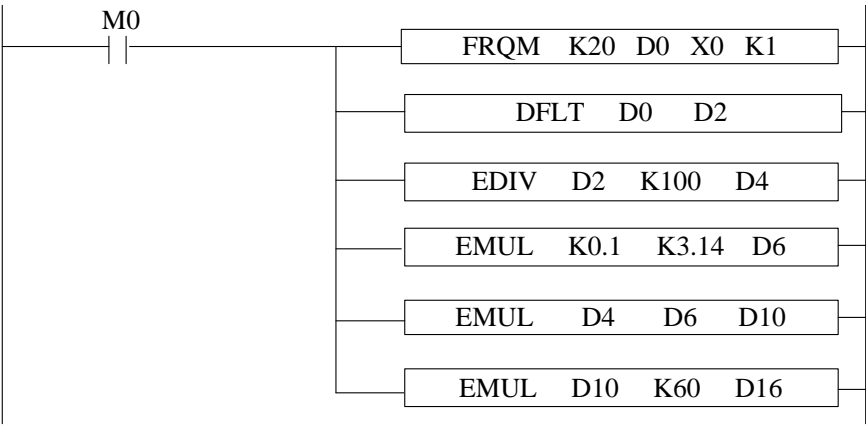 M0
FRQM K20 D0 X0 K1
DFLT D0 D2
EDIV D2 K100 D4
EMUL K0.1 K3.14 D6
EMUL D4 D6 D10
EMUL D10 K60 D16